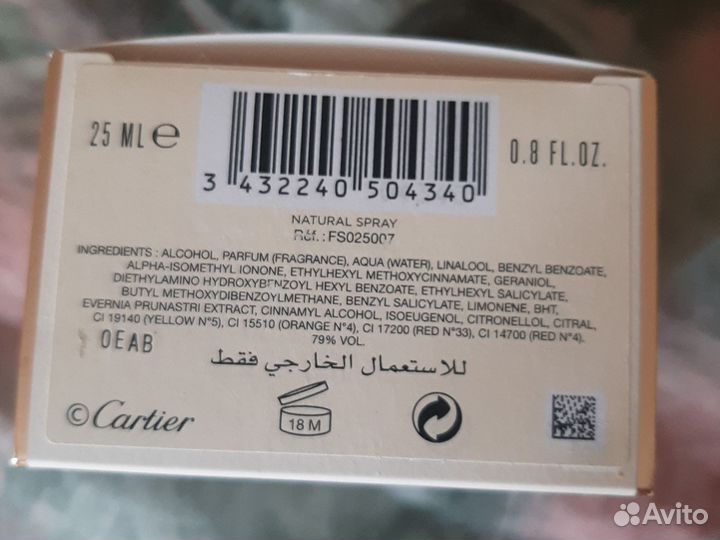 25 ML ℮
0.8 FL.OZ.
3 432240 504340
NATURAL SPRAY
Réf.: FS025007
INGREDIENTS : ALCOHOL, PARFUM (FRAGRANCE), AQUA (WATER), LINALOOL, BENZYL BENZOATE,
ALPHA-ISOMETHYL IONONE, ETHYLHEXYL METHOXYCINNAMATE, GERANIOL,
DIETHYLAMINO HYDROXYBENZOYL HEXYL BENZOATE, ETHYLHEXYL SALICYLATE,
BUTYL METHOXYDIBENZOYLMETHANE, BENZYL SALICYLATE, LIMONENE, BHT,
EVERNIA PRUNASTRI EXTRACT, CINNAMYL ALCOHOL, ISOEUGENOL, CITRONELLOL, CITRAL,
CI 19140 (YELLOW N°5), CI 15510 (ORANGE N°4), CI 17200 (RED N°33), CI 14700 (RED N°4).
79% VOL.
0EAB
للاستعمال الخارجي فقط
© Cartier
18 M
Avito